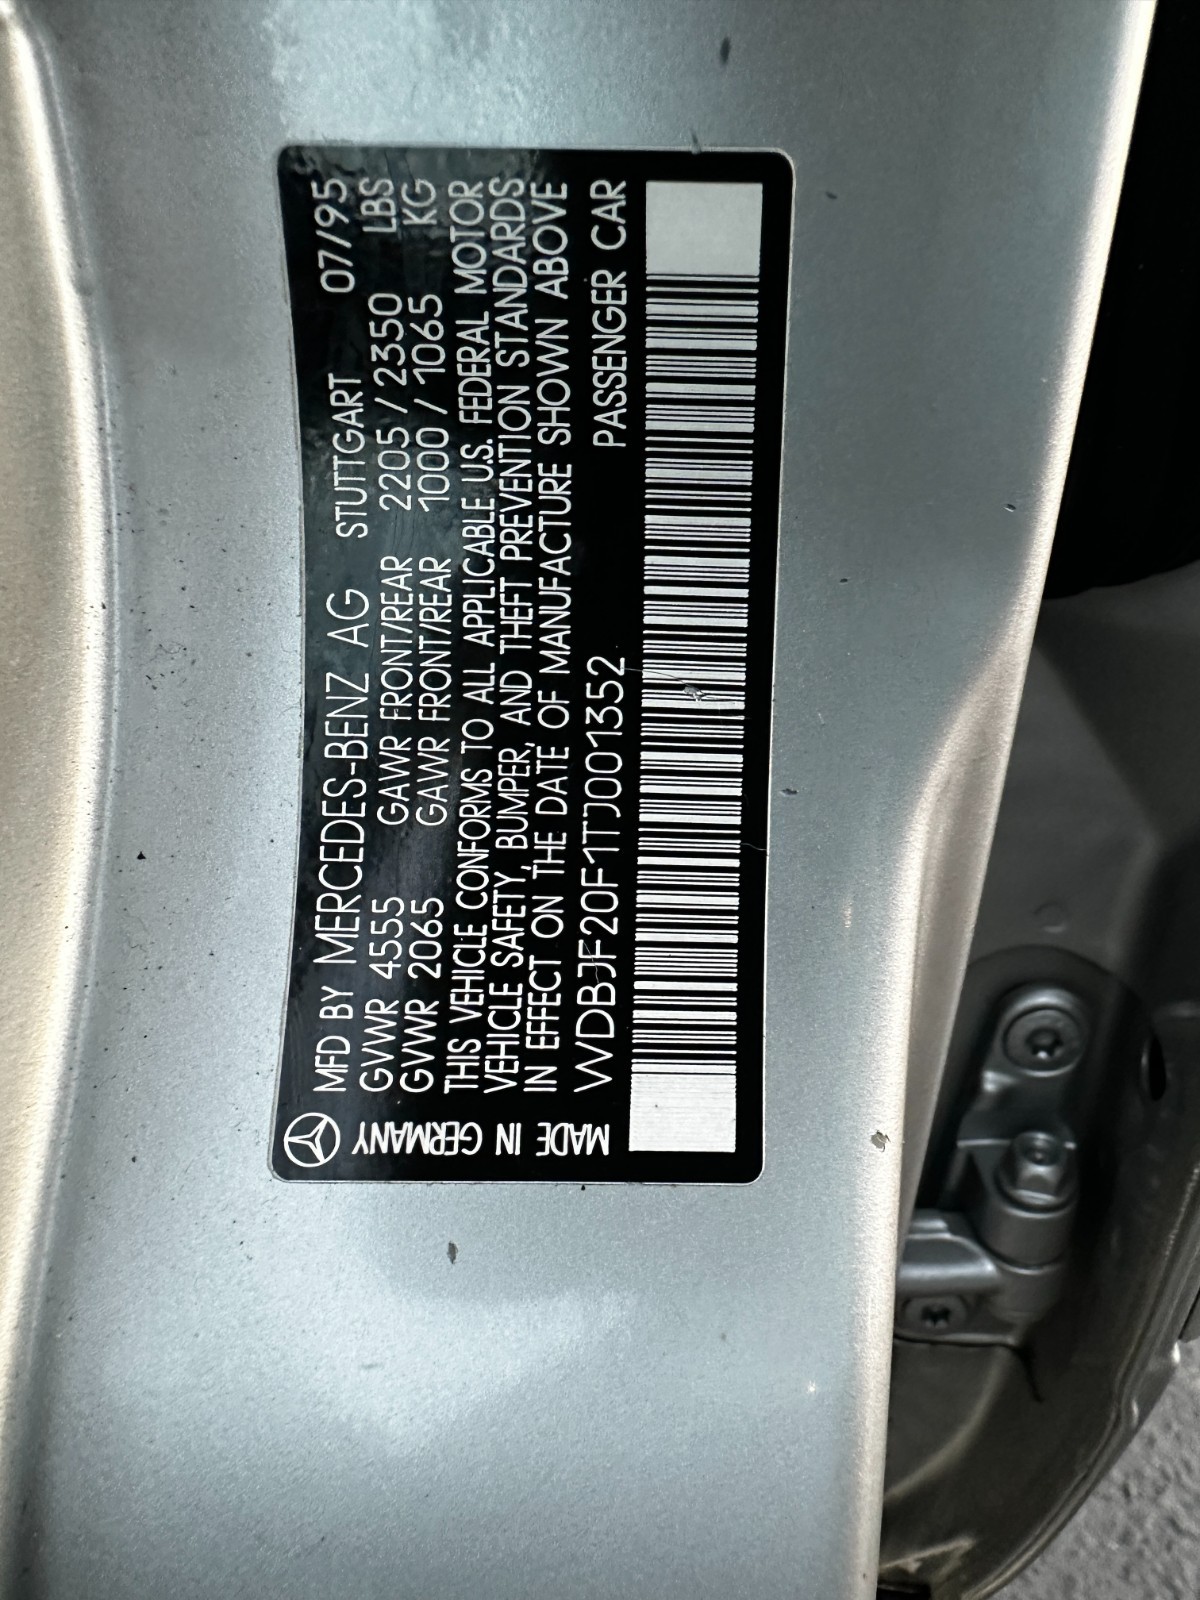 MFD BY MERCEDES-BENZ AG STUTTGART 07/95
GVWR 4555 GAWR FRONT/REAR 2205 / 2350 LBS
GVWR 2065 GAWR FRONT/REAR 1000 / 1065 KG
THIS VEHICLE CONFORMS TO ALL APPLICABLE U.S. FEDERAL MOTOR
VEHICLE SAFETY, BUMPER, AND THEFT PREVENTION STANDARDS
IN EFFECT ON THE DATE OF MANUFACTURE SHOWN ABOVE
WDBJF20F1TJ001352 PASSENGER CAR
MADE IN
GERMANY